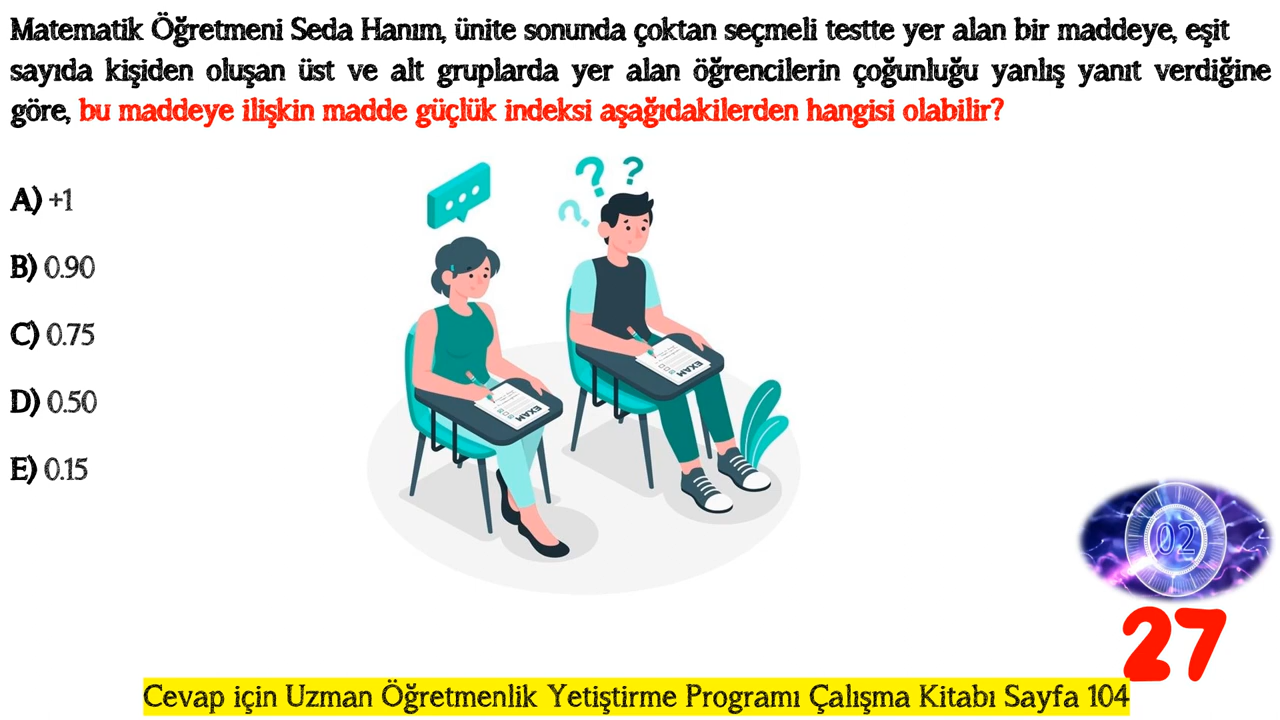 Matematik Öğretmeni Seda Hanım, ünite sonunda çoktan seçmeli testte yer alan bir maddeye, eşit
sayıda kişiden oluşan üst ve alt gruplarda yer alan öğrencilerin çoğunluğu yanlış yanıt verdiğine
göre, bu maddeye ilişkin madde güçlük indeksi aşağıdakilerden hangisi olabilir?
A) +1
B) 0.90
C) 0.75
D) 0.50
E) 0.15
? ? ?
EXAM
EXAM
02
27
Cevap için Uzman Öğretmenlik Yetiştirme Programı Çalışma Kitabı Sayfa 104